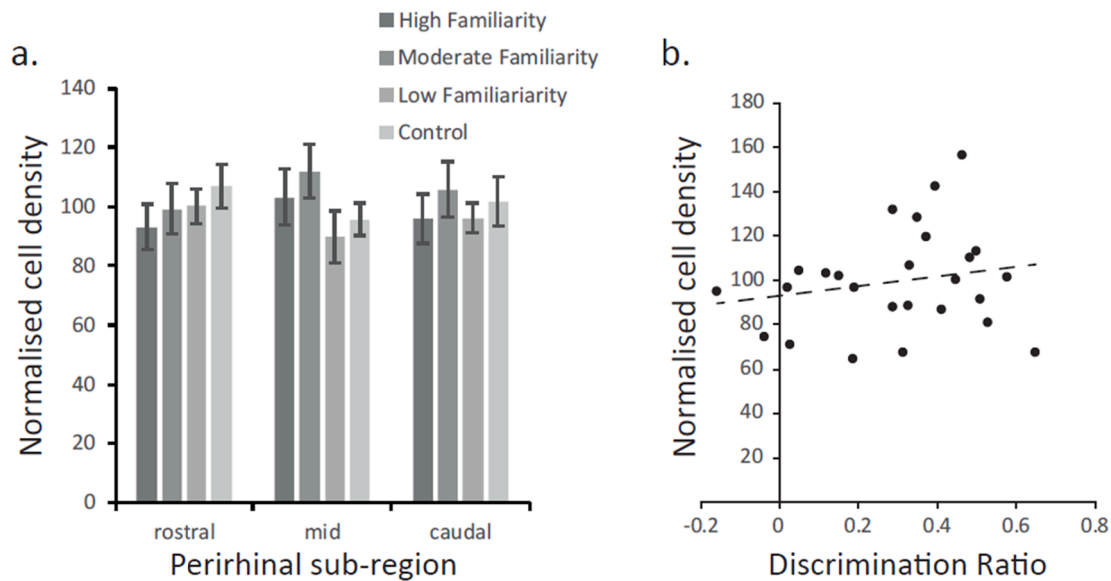 a.
High Familiarity
Moderate Familiarity
Low Familiariarity
Control
Normalised cell density
140
120
100
80
60
40
20
0
rostral mid caudal
Perirhinal sub-region
b.
Normalised cell density
180
160
140
120
100
80
60
40
20
-0.2 0 0.2 0.4 0.6 0.8
Discrimination Ratio